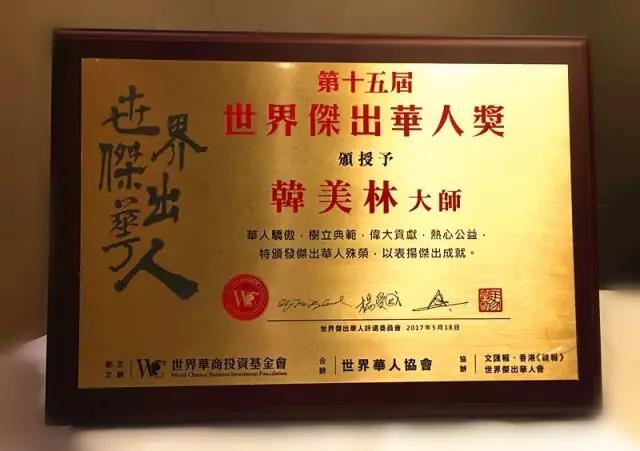 世界
傑出
華人
第十五屆
世界傑出華人獎
頒授予
韓美林大師
華人驕傲．樹立典範．偉大貢獻．熱心公益．
特頒發傑出華人殊榮，以表揚傑出成就。
世界傑出華人評選委員會 2017年5月18日
主辦
創立
世界華商投資基金會
World Chinese Business Investment Foundation
合辦
世界華人協會
協辦
文匯報．香港《鏡報》
世界傑出華人會